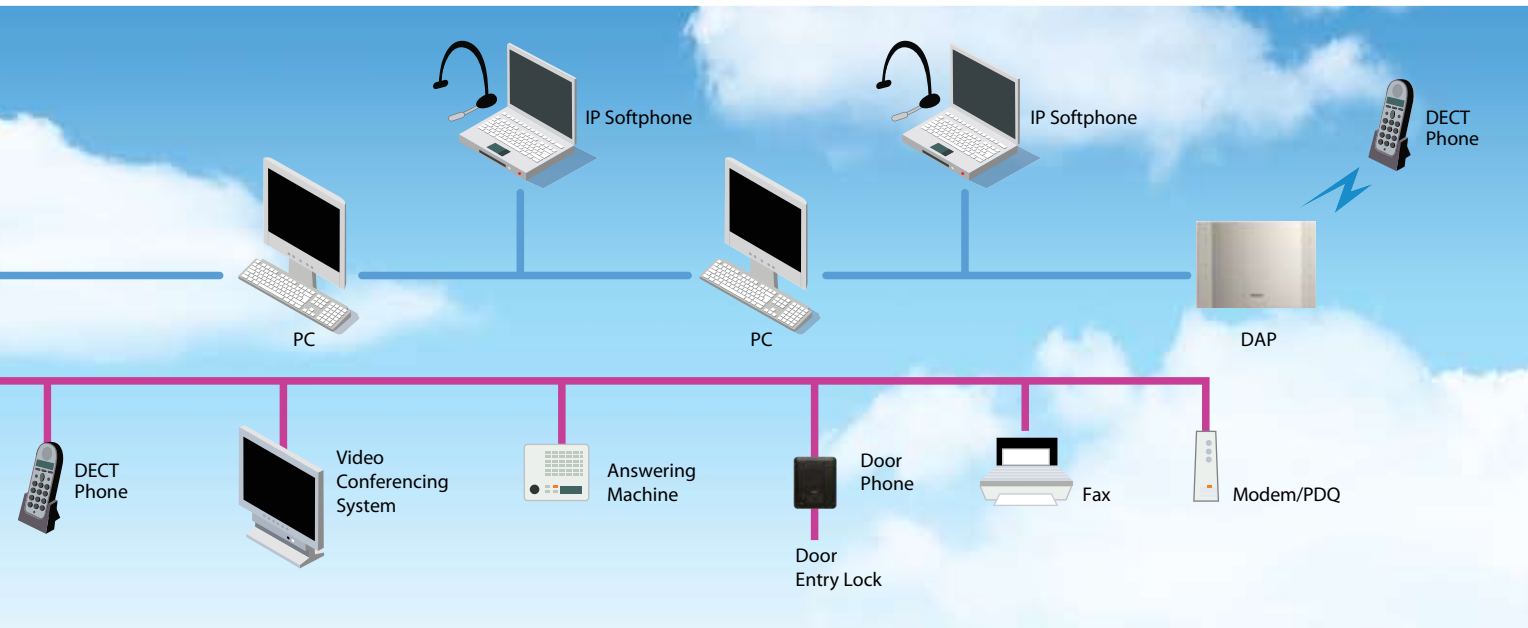 IP Softphone
IP Softphone
DECT
Phone
PC
PC
DAP
DECT
Phone
Video
Conferencing
System
Answering
Machine
Door
Phone
Fax
Modem/PDQ
Door
Entry Lock